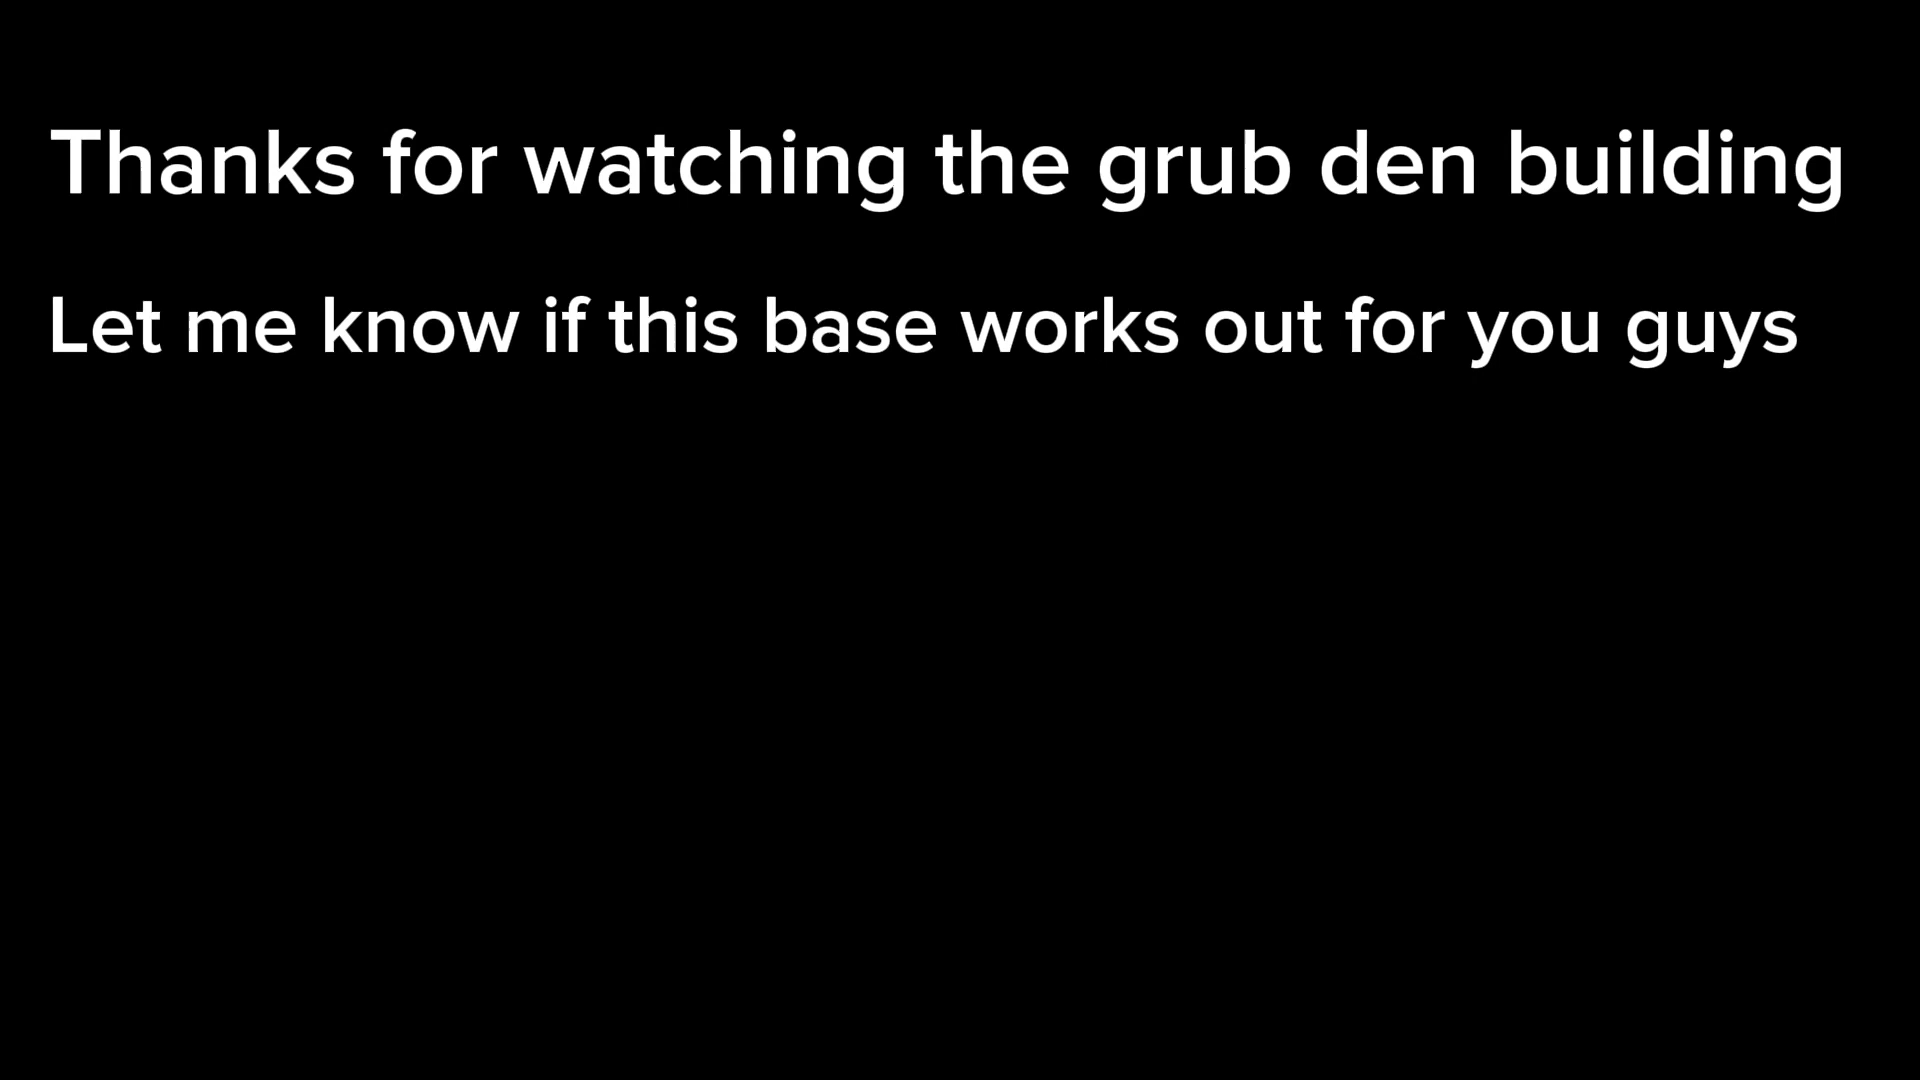 Thanks for watching the grub den building
Let me know if this base works out for you guys